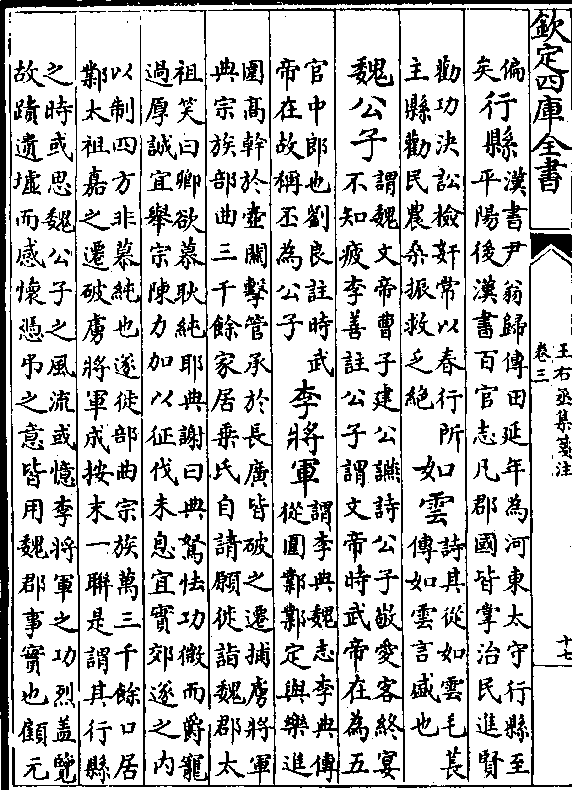 欽定四庫全書
王右丞集箋注
卷三
十七
偏
矣
行縣
漢書尹翁歸傳田延年為河東太守行縣至
平陽後漢書百官志凡郡國皆掌治民進賢
勸功決訟檢姦常以春行所
主縣勸民農桑振救乏絕
如雲
詩其從如雲毛萇
傳如雲言盛也
魏公子
謂魏文帝曹子建公讌詩公子敬愛客終宴
不知疲李善註公子謂文帝時武帝在為五
官中郎也劉良註時武
帝在故稱丕為公子
李將軍
謂李典魏志李典傳
從圍鄴鄴定與樂進
圍高幹於壺關擊管承於長廣皆破之遷捕虜將軍
典宗族部曲三千餘家居乘氏自請願徙詣魏郡太
祖笑曰卿欲慕耿純耶典謝曰典駑怯功微而爵寵
過厚誠宜舉宗陳力加以征伐未息宜實郊遂之內
以制四方非慕純也遂徙部曲宗族萬三千餘口居
鄴太祖嘉之遷破虜將軍成按末一聯是謂其行縣
之時或思魏公子之風流或憶李將軍之功烈盖覽
故蹟遺墟而感懷憑弔之意皆用魏郡事實也顧元